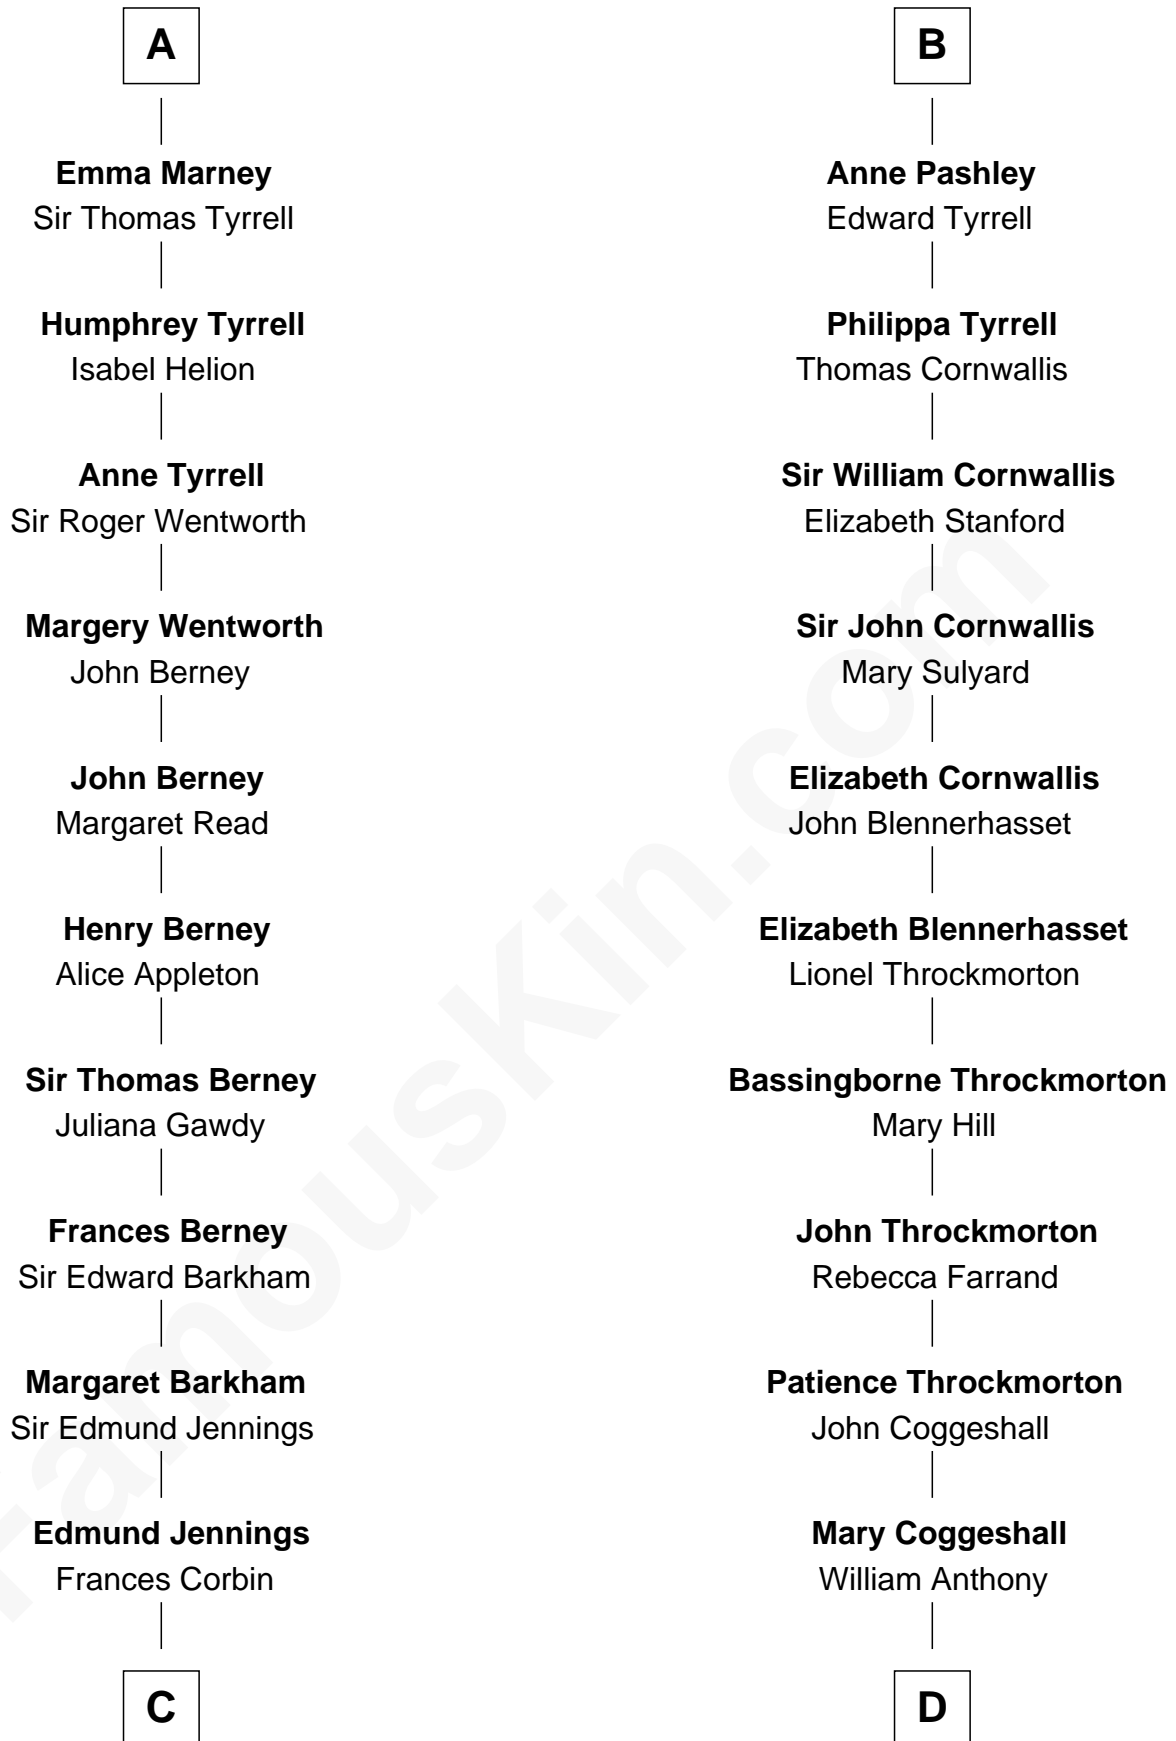 A
Emma Marney
Sir Thomas Tyrrell
Humphrey Tyrrell
Isabel Helion
Anne Tyrrell
Sir Roger Wentworth
Margery Wentworth
John Berney
John Berney
Margaret Read
Henry Berney
Alice Appleton
Sir Thomas Berney
Juliana Gawdy
Frances Berney
Sir Edward Barkham
Margaret Barkham
Sir Edmund Jennings
Edmund Jennings
Frances Corbin
C
B
Anne Pashley
Edward Tyrrell
Philippa Tyrrell
Thomas Cornwallis
Sir William Cornwallis
Elizabeth Stanford
Sir John Cornwallis
Mary Sulyard
Elizabeth Cornwallis
John Blennerhasset
Elizabeth Blennerhasset
Lionel Throckmorton
Bassingborne Throckmorton
Mary Hill
John Throckmorton
Rebecca Farrand
Patience Throckmorton
John Coggeshall
Mary Coggeshall
William Anthony
D
FamousKin.com